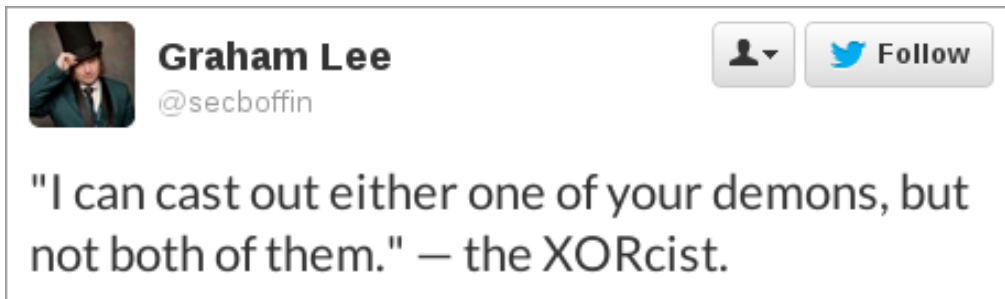 Graham Lee
Follow
@secboffin
"I can cast out either one of your demons, but
not both of them." — the XORcist.